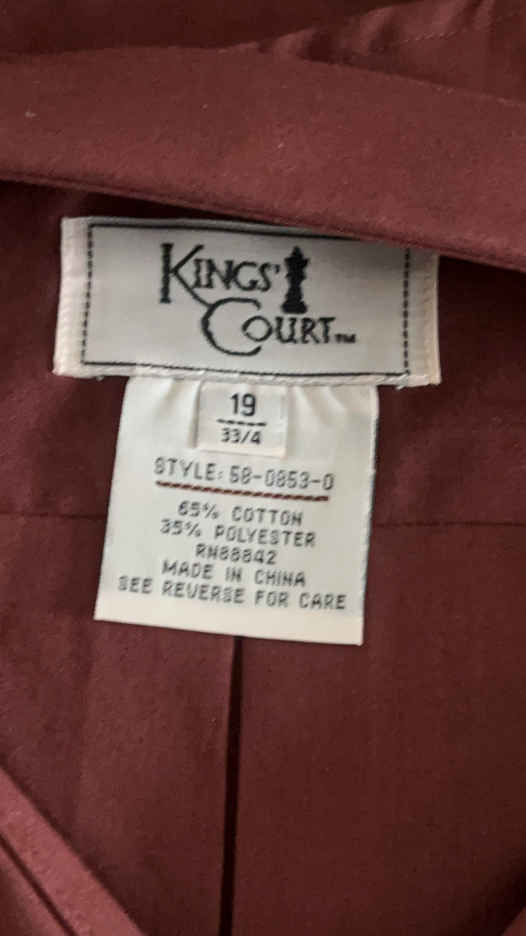 KINGS'
COURT™
19
33/4
STYLE: 58-0853-0
65% COTTON
35% POLYESTER
RN88842
MADE IN CHINA
SEE REVERSE FOR CARE